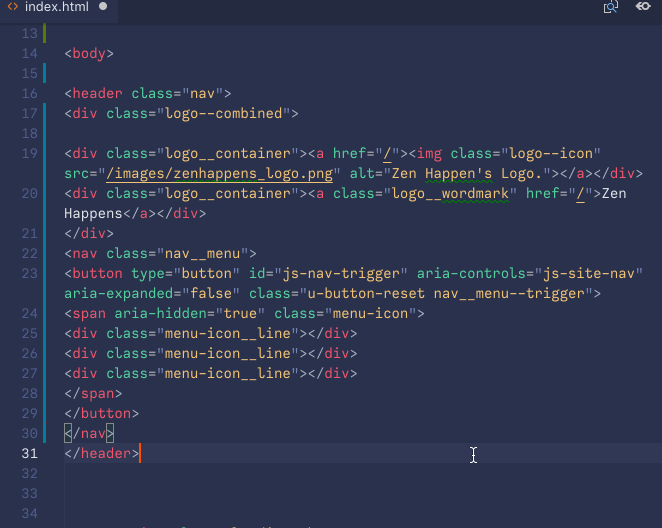 <> index.html
13
14 <body>
15
16 <header class="nav">
17 <div class="logo--combined">
18
19 <div class="logo__container"><a href="/"><img class="logo--icon"
src="/images/zenhappens_logo.png" alt="Zen Happen's Logo."></a></div>
20 <div class="logo__container"><a class="logo__wordmark" href="/">Zen
Happens</a></div>
21 </div>
22 <nav class="nav__menu">
23 <button type="button" id="js-nav-trigger" aria-controls="js-site-nav"
aria-expanded="false" class="u-button-reset nav__menu--trigger">
24 <span aria-hidden="true" class="menu-icon">
25 <div class="menu-icon__line"></div>
26 <div class="menu-icon__line"></div>
27 <div class="menu-icon__line"></div>
28 </span>
29 </button>
30 </nav>
31 </header>
32
33
34